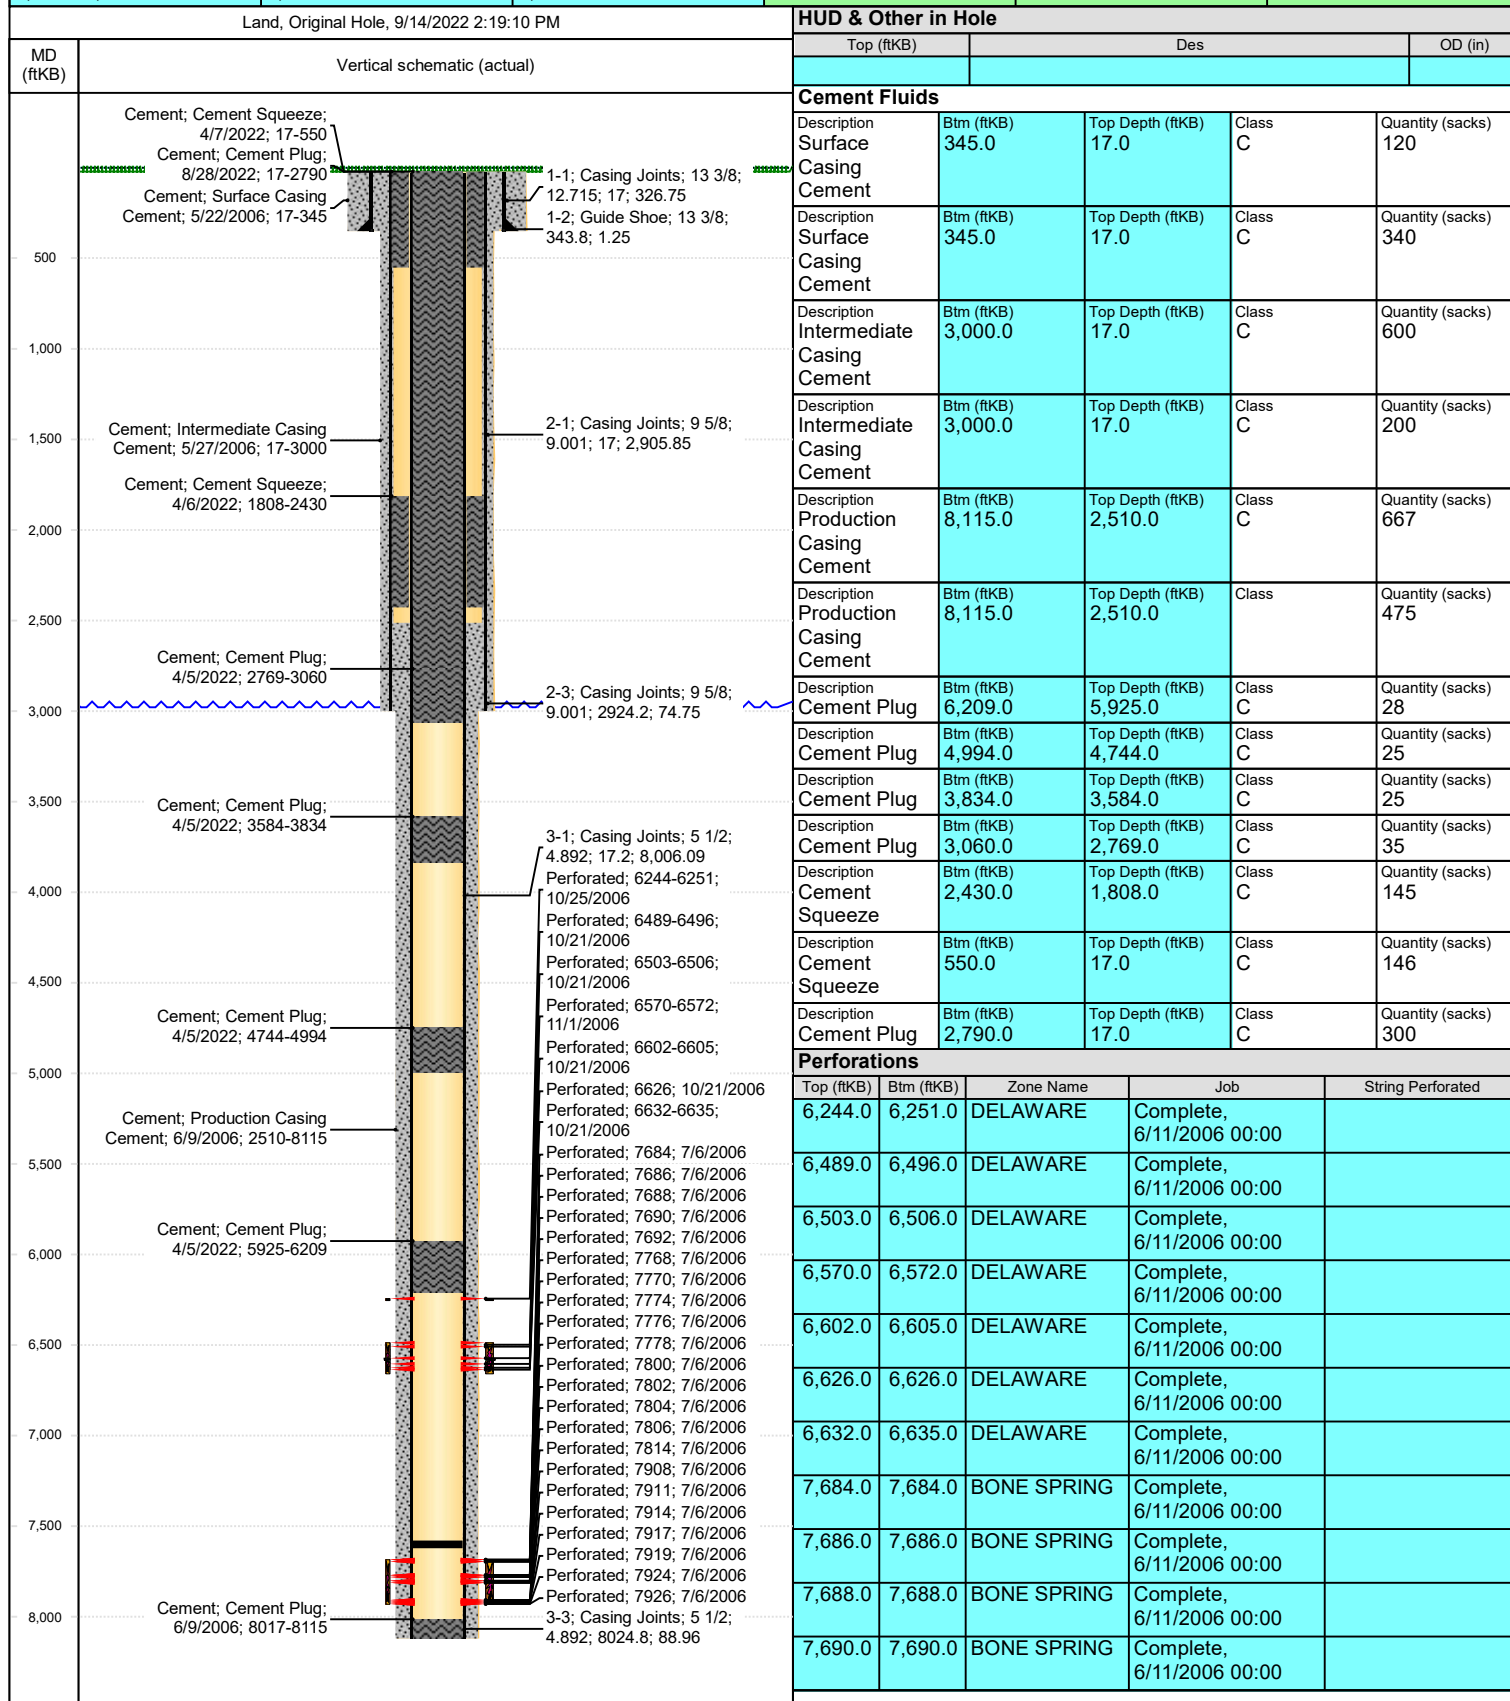 Land, Original Hole, 9/14/2022 2:19:10 PM
MD
(ftKB)
Vertical schematic (actual)
Cement; Cement Squeeze;
4/7/2022; 17-550
Cement; Cement Plug;
8/28/2022; 17-2790
Cement; Surface Casing
Cement; 5/22/2006; 17-345
1-1; Casing Joints; 13 3/8;
12.715; 17; 326.75
1-2; Guide Shoe; 13 3/8;
343.8; 1.25
500
1,000
Cement; Intermediate Casing
Cement; 5/27/2006; 17-3000
2-1; Casing Joints; 9 5/8;
9.001; 17; 2,905.85
1,500
Cement; Cement Squeeze;
4/6/2022; 1808-2430
2,000
2,500
Cement; Cement Plug;
4/5/2022; 2769-3060
2-3; Casing Joints; 9 5/8;
9.001; 2924.2; 74.75
3,000
3,500
Cement; Cement Plug;
4/5/2022; 3584-3834
3-1; Casing Joints; 5 1/2;
4.892; 17.2; 8,006.09
Perforated; 6244-6251;
10/25/2006
4,000
Perforated; 6489-6496;
10/21/2006
Perforated; 6503-6506;
10/21/2006
4,500
Perforated; 6570-6572;
11/1/2006
Cement; Cement Plug;
4/5/2022; 4744-4994
Perforated; 6602-6605;
10/21/2006
5,000
Perforated; 6626; 10/21/2006
Perforated; 6632-6635;
10/21/2006
Cement; Production Casing
Cement; 6/9/2006; 2510-8115
Perforated; 7684; 7/6/2006
5,500
Perforated; 7686; 7/6/2006
Perforated; 7688; 7/6/2006
Perforated; 7690; 7/6/2006
Perforated; 7692; 7/6/2006
Cement; Cement Plug;
4/5/2022; 5925-6209
6,000
Perforated; 7768; 7/6/2006
Perforated; 7770; 7/6/2006
Perforated; 7774; 7/6/2006
Perforated; 7776; 7/6/2006
Perforated; 7778; 7/6/2006
6,500
Perforated; 7800; 7/6/2006
Perforated; 7802; 7/6/2006
Perforated; 7804; 7/6/2006
Perforated; 7806; 7/6/2006
7,000
Perforated; 7814; 7/6/2006
Perforated; 7908; 7/6/2006
Perforated; 7911; 7/6/2006
Perforated; 7914; 7/6/2006
7,500
Perforated; 7917; 7/6/2006
Perforated; 7919; 7/6/2006
Perforated; 7924; 7/6/2006
Perforated; 7926; 7/6/2006
8,000
Cement; Cement Plug;
6/9/2006; 8017-8115
3-3; Casing Joints; 5 1/2;
4.892; 8024.8; 88.96
HUD & Other in Hole
Top (ftKB) Des OD (in)
Cement Fluids
Description Btm (ftKB) Top Depth (ftKB) Class Quantity (sacks)
Surface 345.0 17.0 C 120
Casing
Cement
Description Btm (ftKB) Top Depth (ftKB) Class Quantity (sacks)
Surface 345.0 17.0 C 340
Casing
Cement
Description Btm (ftKB) Top Depth (ftKB) Class Quantity (sacks)
Intermediate 3,000.0 17.0 C 600
Casing
Cement
Description Btm (ftKB) Top Depth (ftKB) Class Quantity (sacks)
Intermediate 3,000.0 17.0 C 200
Casing
Cement
Description Btm (ftKB) Top Depth (ftKB) Class Quantity (sacks)
Production 8,115.0 2,510.0 C 667
Casing
Cement
Description Btm (ftKB) Top Depth (ftKB) Class Quantity (sacks)
Production 8,115.0 2,510.0 475
Casing
Cement
Description Btm (ftKB) Top Depth (ftKB) Class Quantity (sacks)
Cement Plug 6,209.0 5,925.0 C 28
Description Btm (ftKB) Top Depth (ftKB) Class Quantity (sacks)
Cement Plug 4,994.0 4,744.0 C 25
Description Btm (ftKB) Top Depth (ftKB) Class Quantity (sacks)
Cement Plug 3,834.0 3,584.0 C 25
Description Btm (ftKB) Top Depth (ftKB) Class Quantity (sacks)
Cement Plug 3,060.0 2,769.0 C 35
Description Btm (ftKB) Top Depth (ftKB) Class Quantity (sacks)
Cement 2,430.0 1,808.0 C 145
Squeeze
Description Btm (ftKB) Top Depth (ftKB) Class Quantity (sacks)
Cement 550.0 17.0 C 146
Squeeze
Description Btm (ftKB) Top Depth (ftKB) Class Quantity (sacks)
Cement Plug 2,790.0 17.0 C 300
Perforations
Top (ftKB) Btm (ftKB) Zone Name Job String Perforated
6,244.0 6,251.0 DELAWARE Complete,
6/11/2006 00:00
6,489.0 6,496.0 DELAWARE Complete,
6/11/2006 00:00
6,503.0 6,506.0 DELAWARE Complete,
6/11/2006 00:00
6,570.0 6,572.0 DELAWARE Complete,
6/11/2006 00:00
6,602.0 6,605.0 DELAWARE Complete,
6/11/2006 00:00
6,626.0 6,626.0 DELAWARE Complete,
6/11/2006 00:00
6,632.0 6,635.0 DELAWARE Complete,
6/11/2006 00:00
7,684.0 7,684.0 BONE SPRING Complete,
6/11/2006 00:00
7,686.0 7,686.0 BONE SPRING Complete,
6/11/2006 00:00
7,688.0 7,688.0 BONE SPRING Complete,
6/11/2006 00:00
7,690.0 7,690.0 BONE SPRING Complete,
6/11/2006 00:00